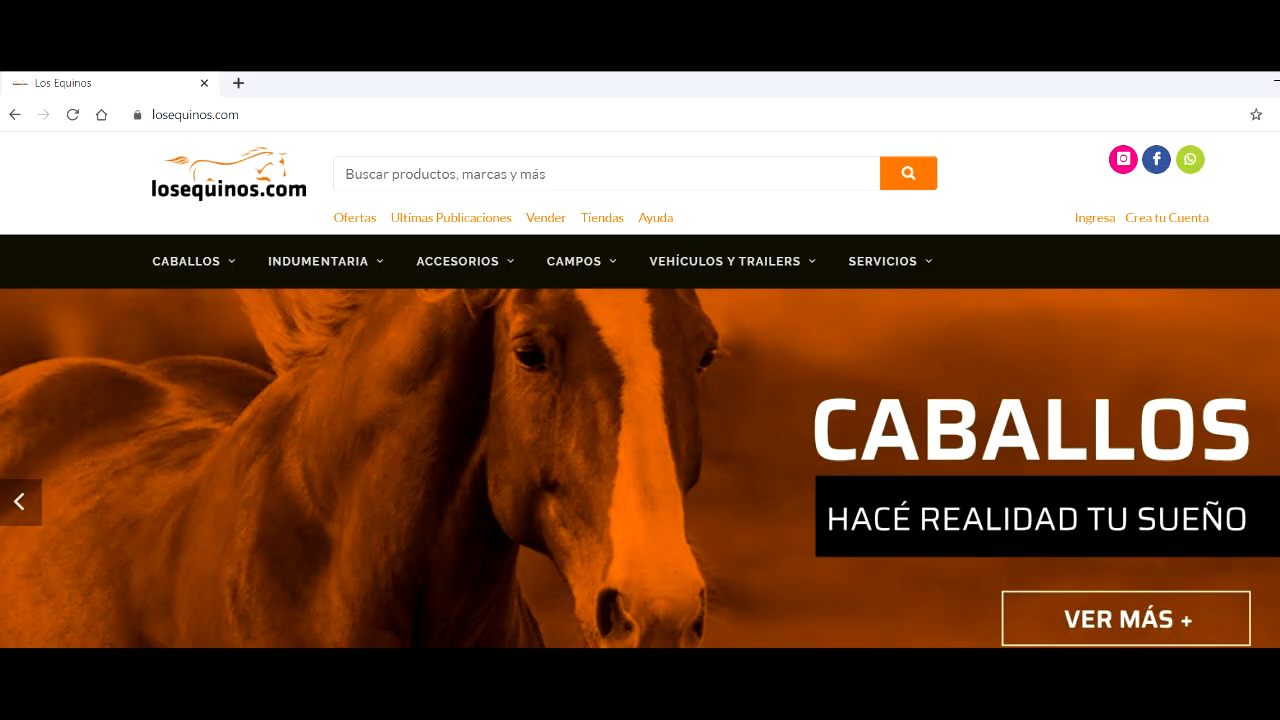 Los Equinos
losequinos.com
losequinos.com
Buscar productos, marcas y más
Ofertas Ultimas Publicaciones Vender Tiendas Ayuda
Ingresa Crea tu Cuenta
CABALLOS INDUMENTARIA ACCESORIOS CAMPOS VEHÍCULOS Y TRAILERS SERVICIOS
CABALLOS
HACÉ REALIDAD TU SUEÑO
VER MÁS +